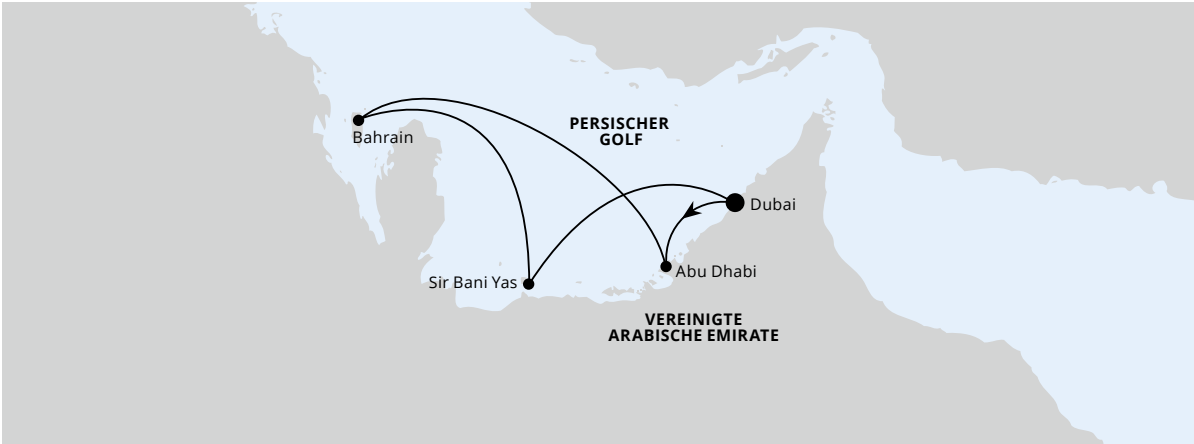 PERSISCHER
GOLF
Bahrain
Dubai
Abu Dhabi
Sir Bani Yas
VEREINIGTE
ARABISCHE EMIRATE